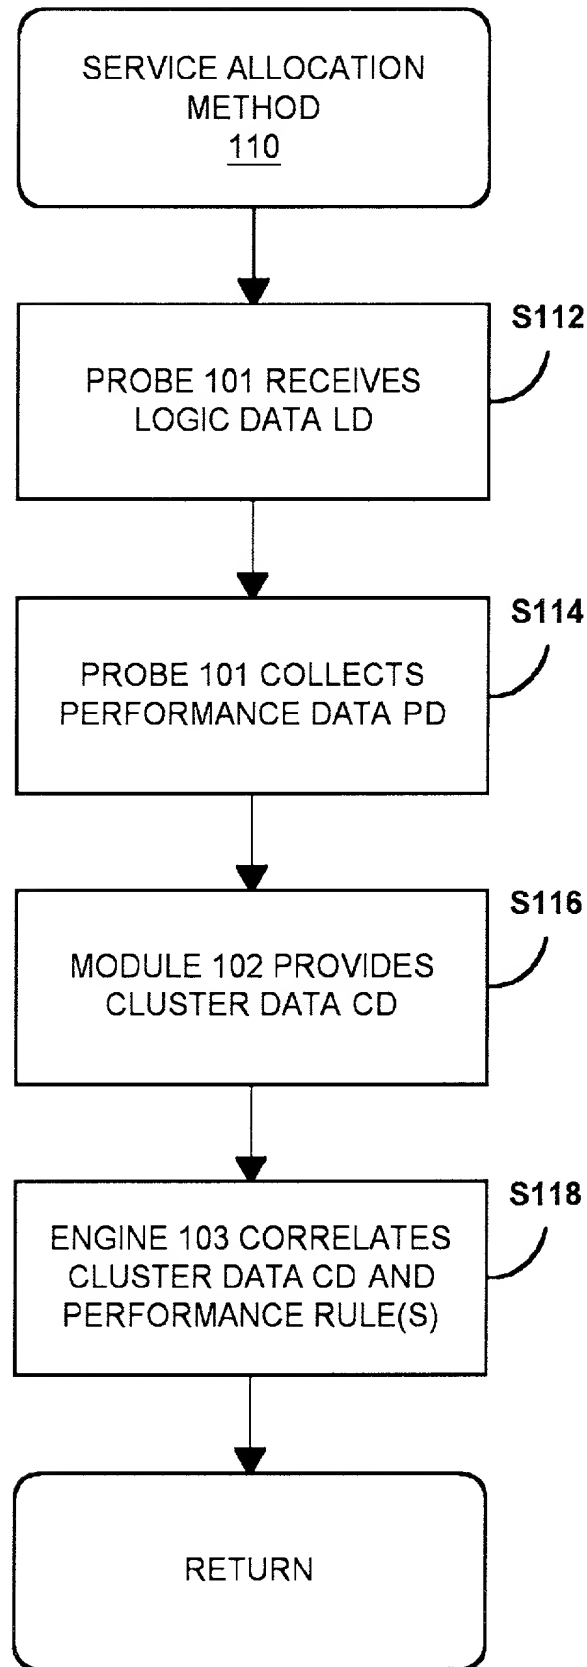 SERVICE ALLOCATION
METHOD
110
S112
PROBE 101 RECEIVES
LOGIC DATA LD
S114
PROBE 101 COLLECTS
PERFORMANCE DATA PD
S116
MODULE 102 PROVIDES
CLUSTER DATA CD
S118
ENGINE 103 CORRELATES
CLUSTER DATA CD AND
PERFORMANCE RULE(S)
RETURN